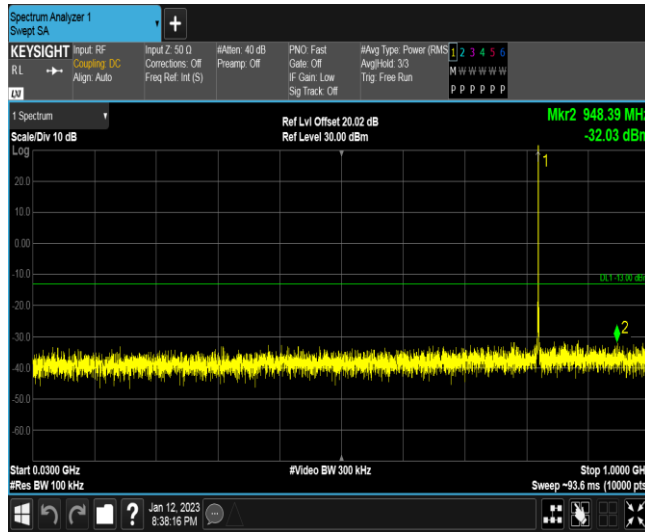 Spectrum Analyzer 1
Swept SA
KEYSIGHT Input: RF Input Z: 50 Ω #Atten: 40 dB PNO: Fast #Avg Type: Power (RMS 1 2 3 4 5 6
RL Coupling: DC Corrections: Off Preamp: Off Gate: Off Avg|Hold: 3/3 M W W W W W
Align: Auto Freq Ref: Int (S) IF Gain: Low Trig: Free Run
LXI Sig Track: Off P P P P P P
1 Spectrum Ref Lvl Offset 20.02 dB Mkr2 948.39 MHz
Scale/Div 10 dB Ref Level 30.00 dBm -32.03 dBm
Log
1
20.0
10.0
0.00
-10.0 DL1 -13.00 dBm
-20.0
-30.0 2
-40.0
-50.0
-60.0
Start 0.0300 GHz #Video BW 300 kHz Stop 1.0000 GH
#Res BW 100 kHz Sweep ~93.6 ms (10000 pts
? Jan 12, 2023
8:38:16 PM